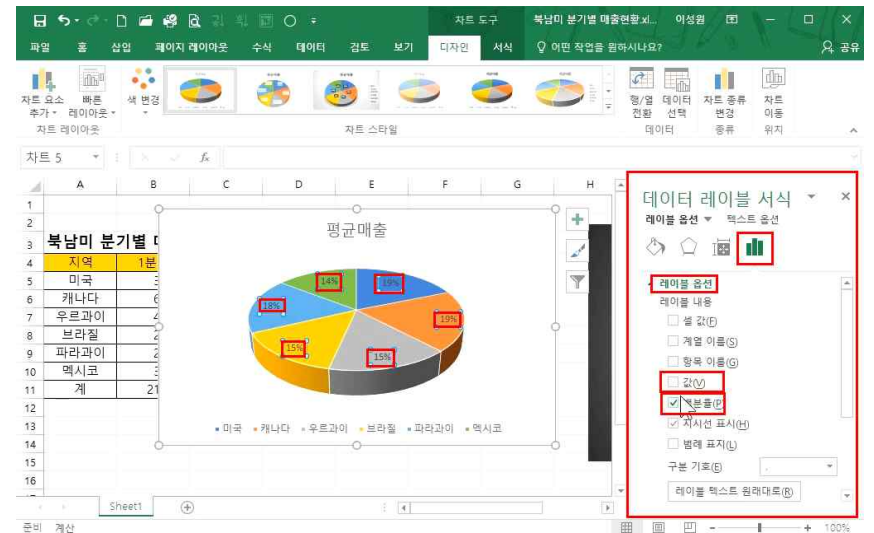 차트 도구
북남미 분기별 매출현황.xl...
이성원
파일 홈 삽입 페이지 레이아웃 수식 데이터 검토 보기 디자인 서식 어떤 작업을 원하시나요? 공유
차트 요소 추가
빠른 레이아웃
색 변경
행/열 전환
데이터 선택
차트 종류 변경
차트 이동
차트 레이아웃 차트 스타일 데이터 종류 위치
차트 5 fx
A B C D E F G H
1
2
3 북남미 분기별
4 지역 1분
5 미국
6 캐나다
7 우르과이
8 브라질
9 파라과이
10 멕시코
11 계 21
12
13
14
15
16
평균매출
14% 19%
18% 19%
15% 15%
미국 캐나다 우르과이 브라질 파라과이 멕시코
데이터 레이블 서식
레이블 옵션 텍스트 옵션
레이블 옵션
레이블 내용
셀 값(F)
계열 이름(S)
항목 이름(G)
값(V)
백분율(P)
지시선 표시(H)
범례 표지(L)
구분 기호(E) ,
레이블 텍스트 원래대로(R)
Sheet1
준비 계산 100%